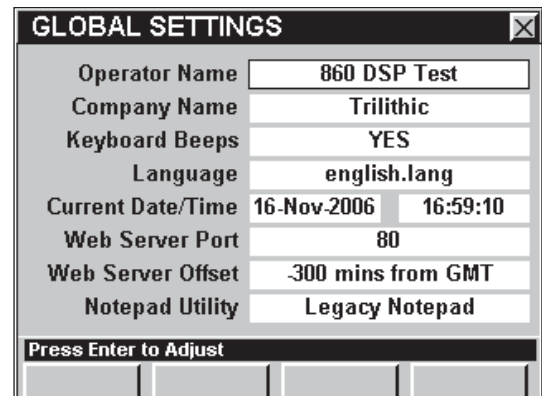 GLOBAL SETTINGS
Operator Name 860 DSP Test
Company Name Trilithic
Keyboard Beeps YES
Language english.lang
Current Date/Time 16-Nov-2006 16:59:10
Web Server Port 80
Web Server Offset -300 mins from GMT
Notepad Utility Legacy Notepad
Press Enter to Adjust